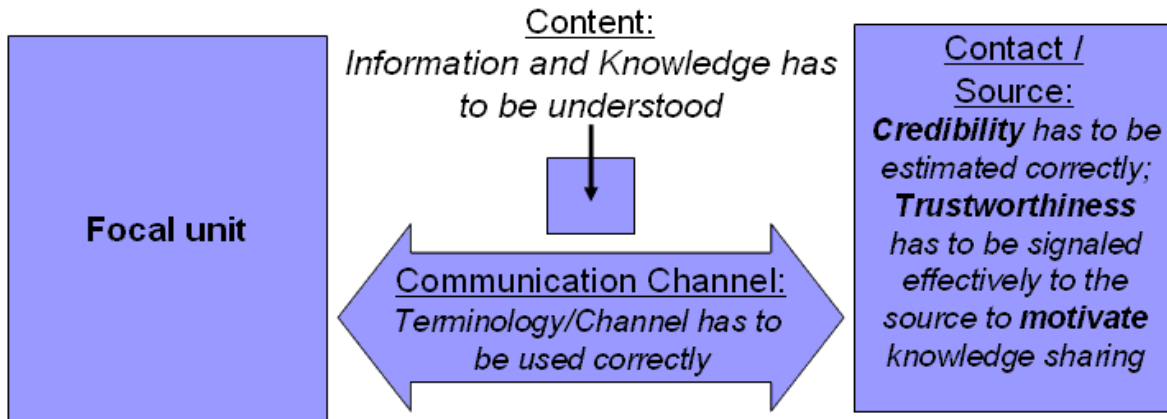 Focal unit
Content:
Information and Knowledge has
to be understood
Communication Channel:
Terminology/Channel has to
be used correctly
Contact /
Source:
Credibility has to be
estimated correctly;
Trustworthiness
has to be signaled
effectively to the
source to motivate
knowledge sharing